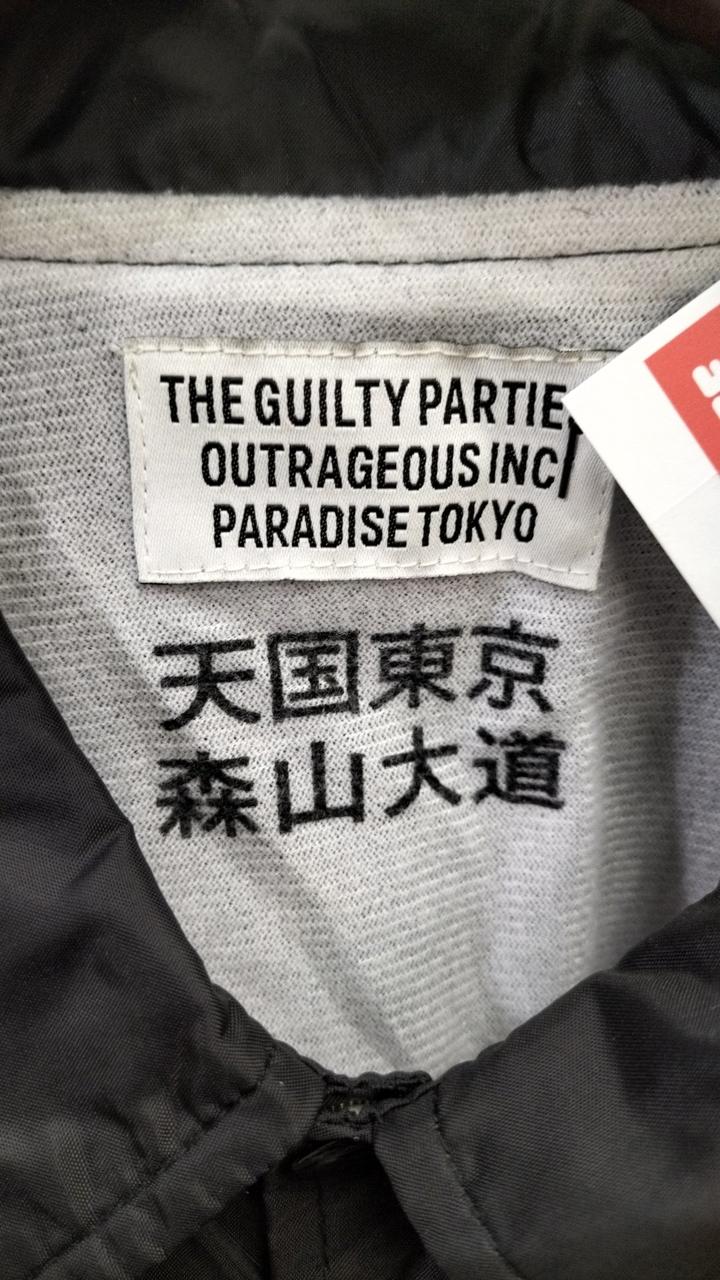 THE GUILTY PARTIE
OUTRAGEOUS INC
PARADISE TOKYO
天国東京
森山大道